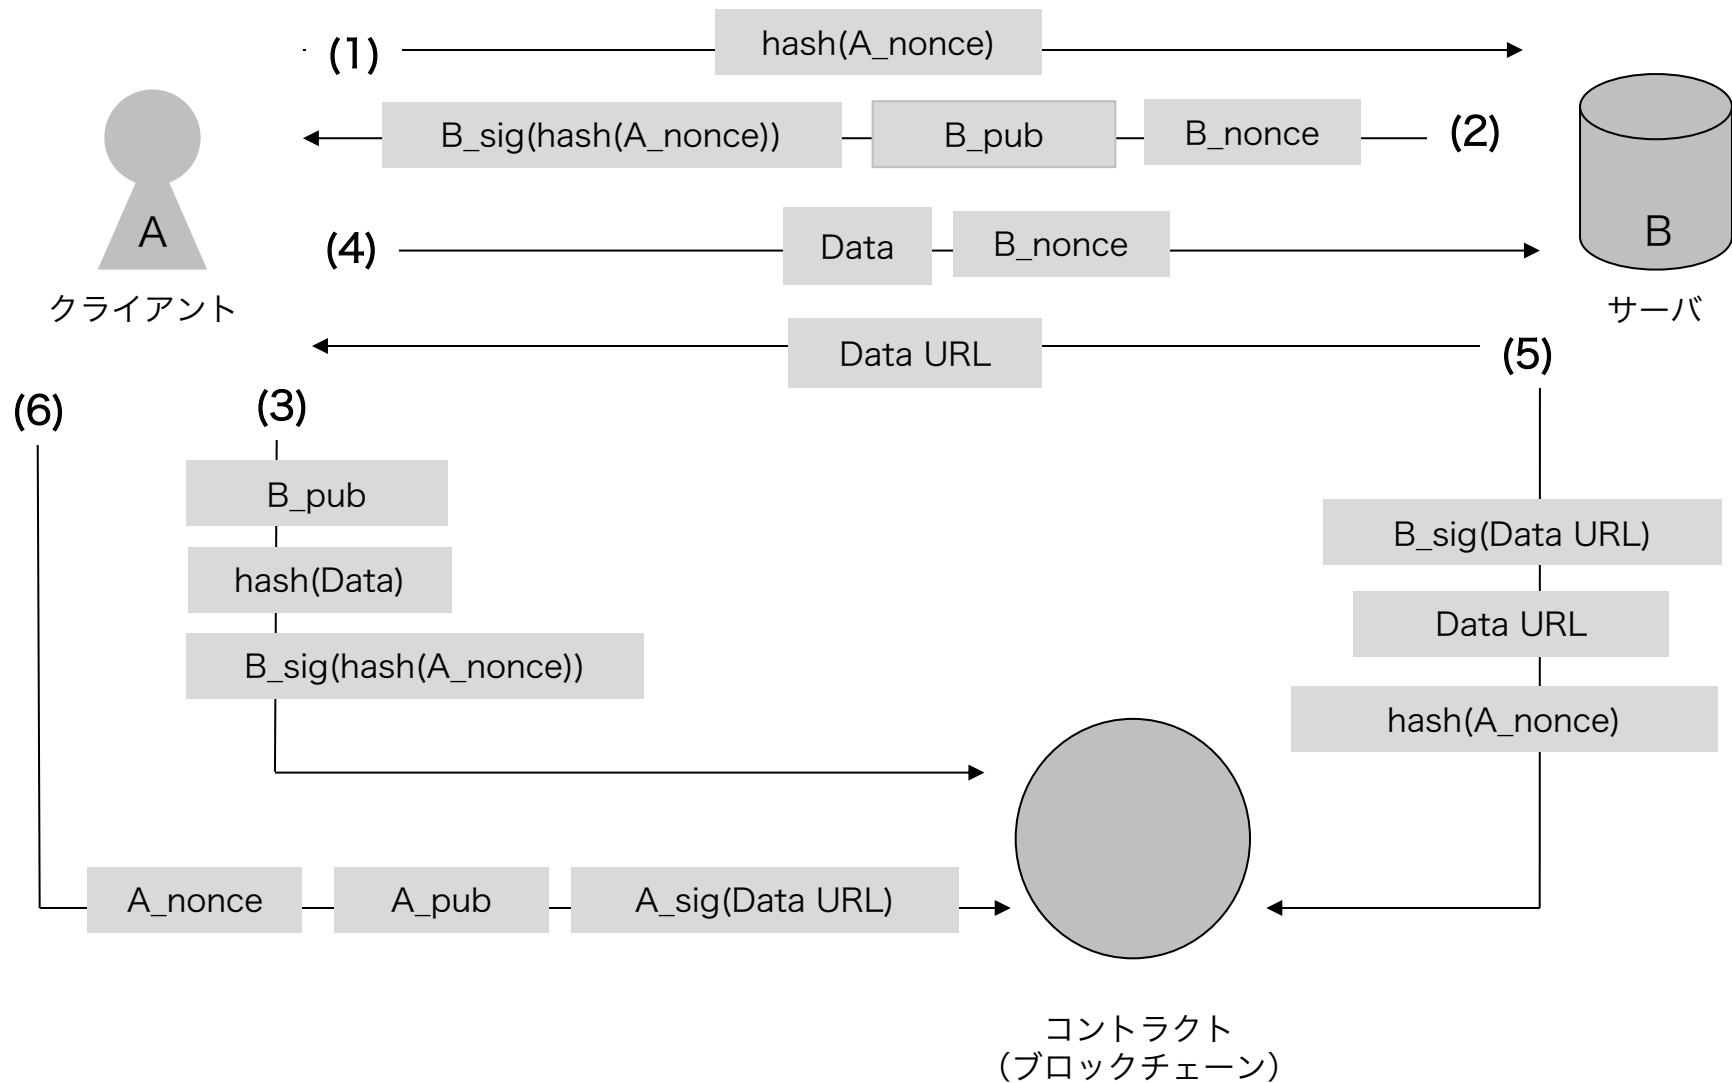 (1)
hash(A_nonce)
B_sig(hash(A_nonce))
B_pub
B_nonce
(2)
A
クライアント
(4)
Data
B_nonce
B
サーバ
Data URL
(5)
(6)
(3)
B_pub
hash(Data)
B_sig(hash(A_nonce))
B_sig(Data URL)
Data URL
hash(A_nonce)
A_nonce
A_pub
A_sig(Data URL)
コントラクト
（ブロックチェーン）